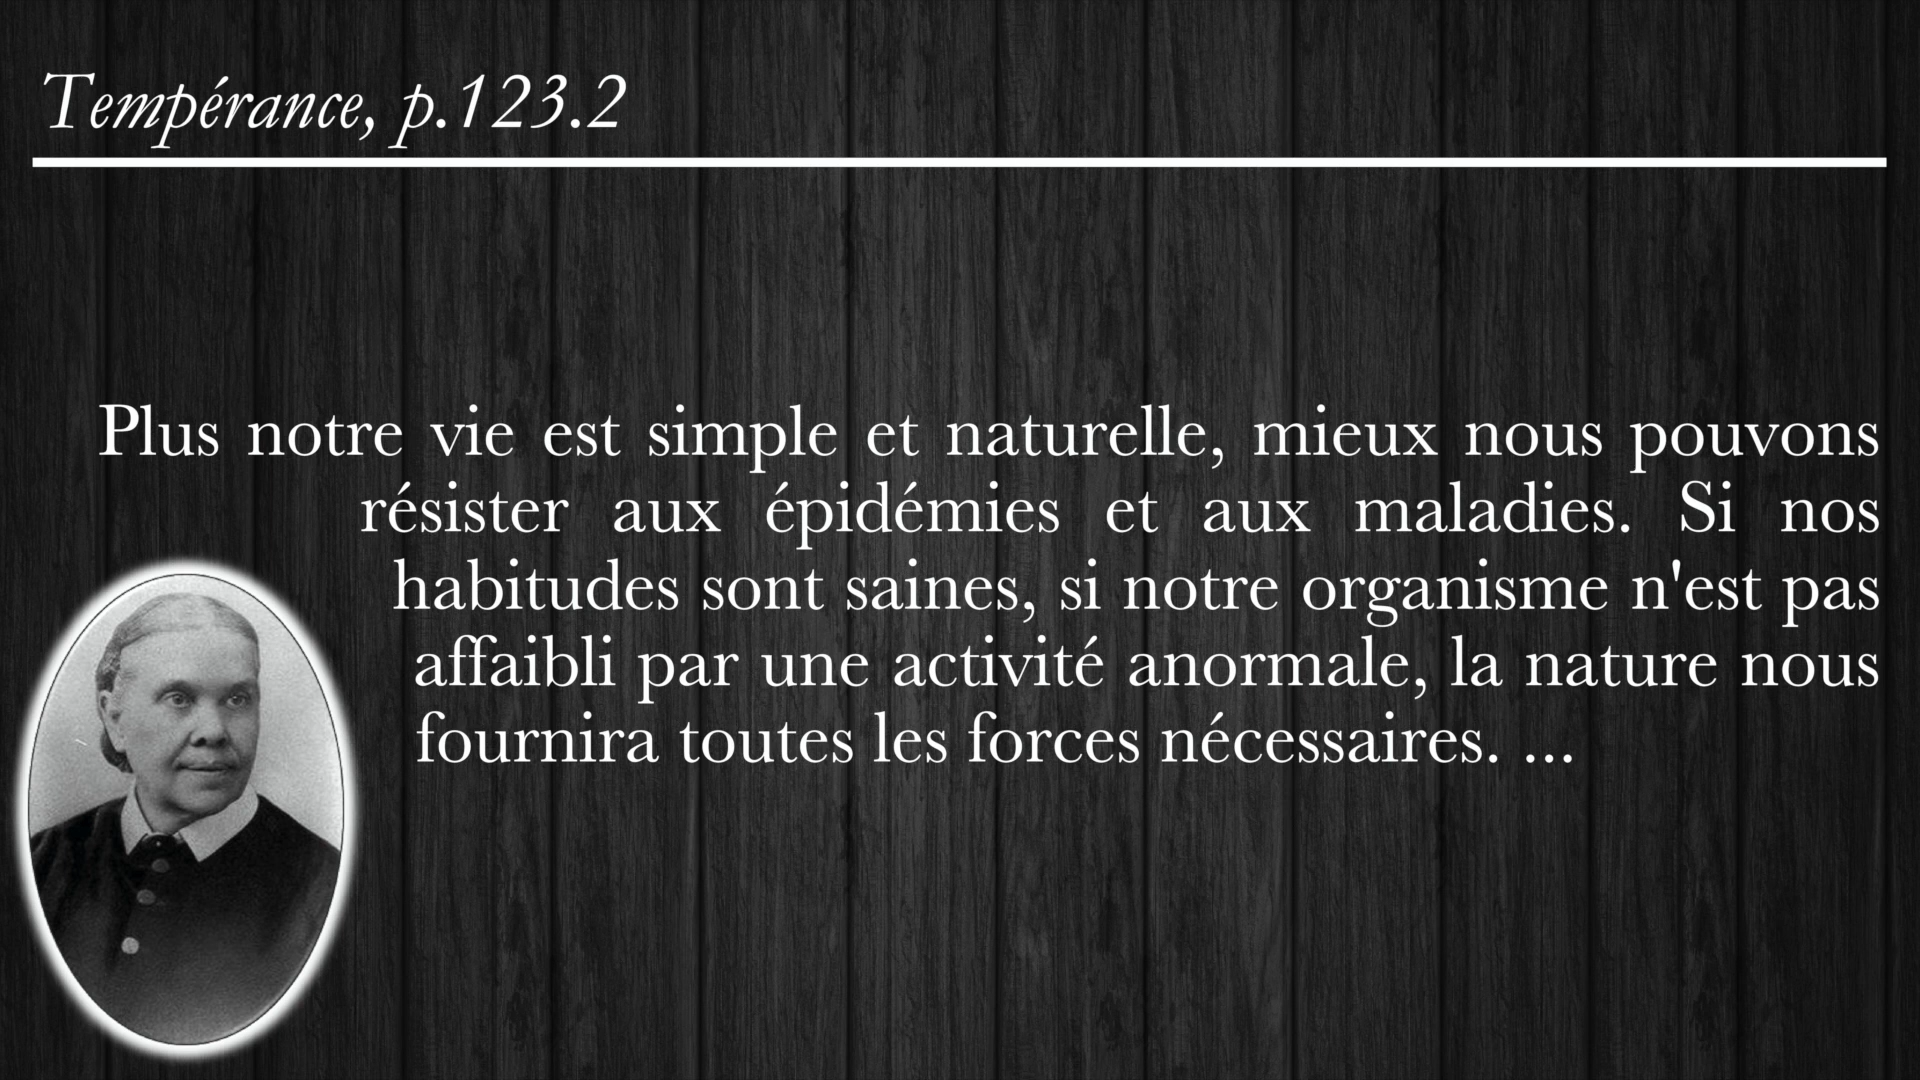 Tempérance, p.123.2
Plus notre vie est simple et naturelle, mieux nous pouvons
résister aux épidémies et aux maladies. Si nos
habitudes sont saines, si notre organisme n'est pas
affaibli par une activité anormale, la nature nous
fournira toutes les forces nécessaires. ...